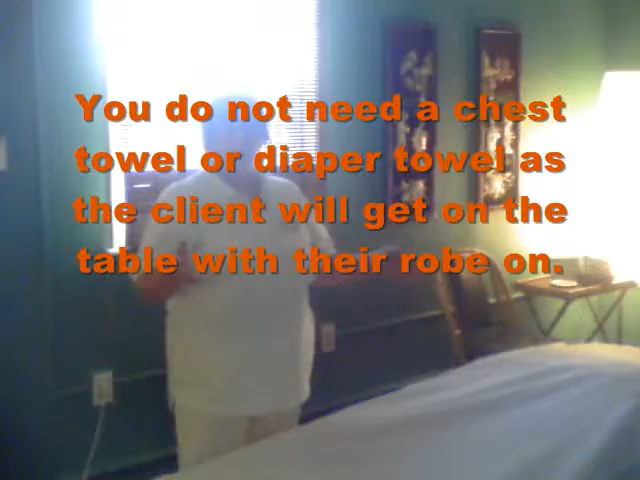 You do not need a chest
towel or diaper towel as
the client will get on the
table with their robe on.